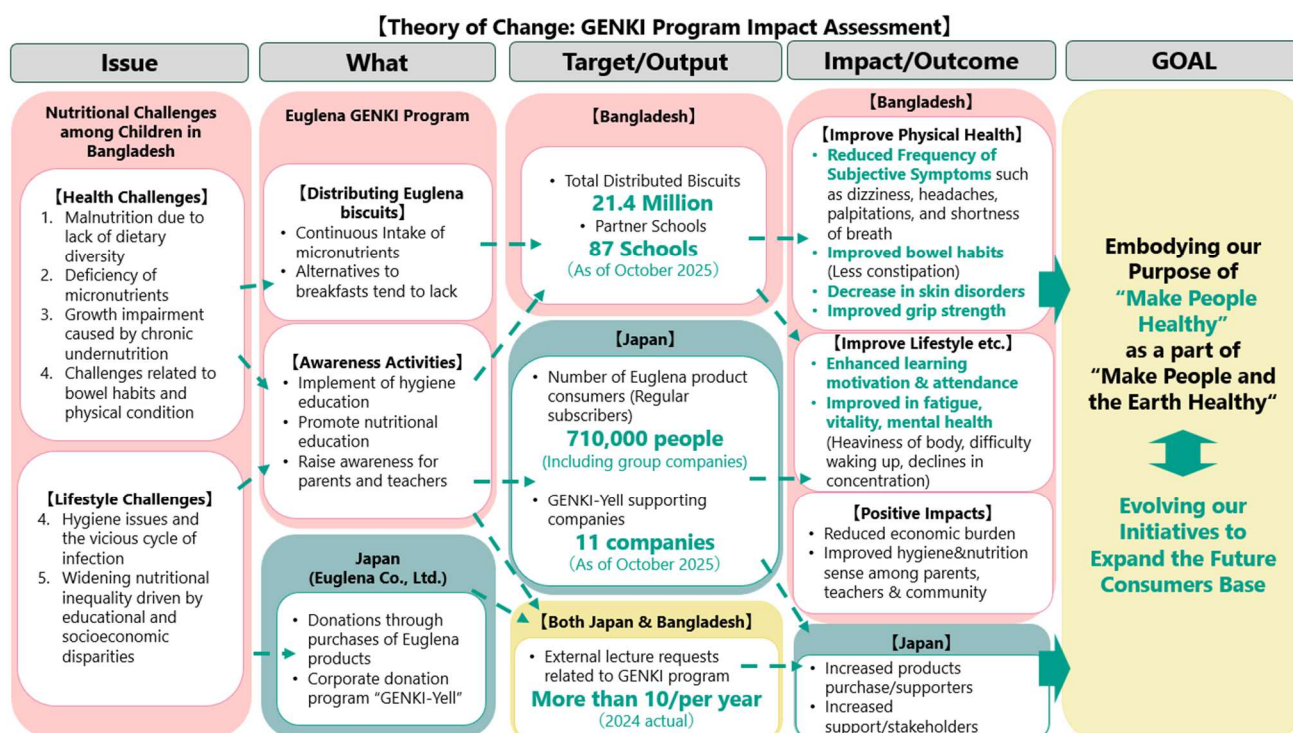 【Theory of Change: GENKI Program Impact Assessment】
Issue
What
Target/Output
Impact/Outcome
GOAL
Nutritional Challenges
among Children in
Bangladesh
【Health Challenges】
1. Malnutrition due to
lack of dietary
diversity
2. Deficiency of
micronutrients
3. Growth impairment
caused by chronic
undernutrition
4. Challenges related to
bowel habits and
physical condition
【Lifestyle Challenges】
4. Hygiene issues and
the vicious cycle of
infection
5. Widening nutritional
inequality driven by
educational and
socioeconomic
disparities
Euglena GENKI Program
【Distributing Euglena
biscuits】
• Continuous Intake of
micronutrients
• Alternatives to
breakfasts tend to lack
【Awareness Activities】
• Implement of hygiene
education
• Promote nutritional
education
• Raise awareness for
parents and teachers
Japan
(Euglena Co., Ltd.)
• Donations through
purchases of Euglena
products
• Corporate donation
program “GENKI-Yell”
【Bangladesh】
• Total Distributed Biscuits
21.4 Million
• Partner Schools
87 Schools
(As of October 2025)
【Japan】
• Number of Euglena product
consumers (Regular
subscribers)
710,000 people
(Including group companies)
• GENKI-Yell supporting
companies
11 companies
(As of October 2025)
【Both Japan & Bangladesh】
• External lecture requests
related to GENKI program
More than 10/per year
(2024 actual)
【Bangladesh】
【Improve Physical Health】
• Reduced Frequency of
Subjective Symptoms such
as dizziness, headaches,
palpitations, and shortness
of breath
• Improved bowel habits
(Less constipation)
• Decrease in skin disorders
• Improved grip strength
【Improve Lifestyle etc.】
• Enhanced learning
motivation & attendance
• Improved in fatigue,
vitality, mental health
(Heaviness of body, difficulty
waking up, declines in
concentration)
【Positive Impacts】
• Reduced economic burden
• Improved hygiene&nutrition
sense among parents,
teachers & community
【Japan】
• Increased products
purchase/supporters
• Increased
support/stakeholders
Embodying our
Purpose of
“Make People
Healthy”
as a part of
“Make People and
the Earth Healthy“
Evolving our
Initiatives to
Expand the Future
Consumers Base